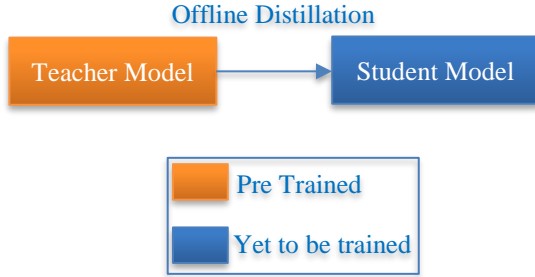 Offline Distillation
Teacher Model
Student Model
Pre Trained
Yet to be trained